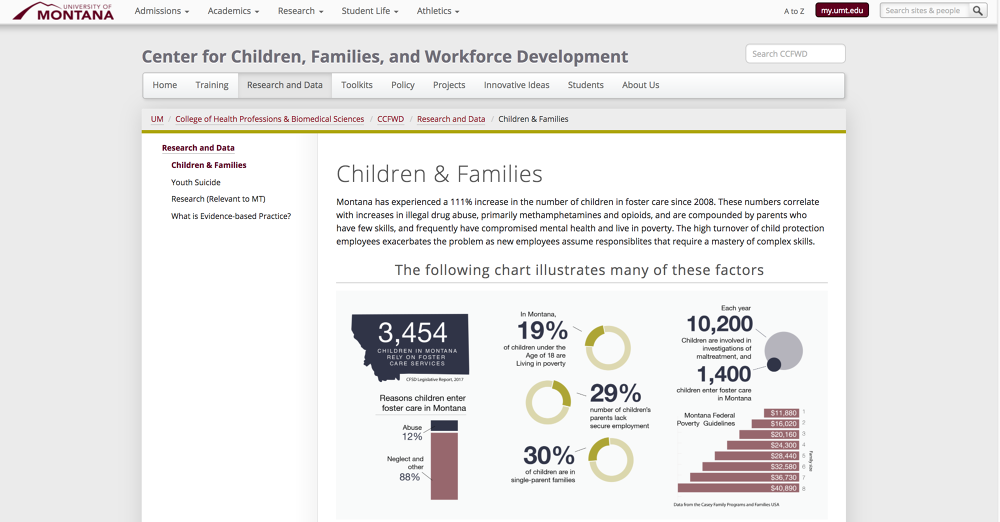 UNIVERSITY OF
MONTANA
Admissions
Academics
Research
Student Life
Athletics
A to Z
my.umt.edu
Search sites & people
Center for Children, Families, and Workforce Development
Search CCFWD
Home
Training
Research and Data
Toolkits
Policy
Projects
Innovative Ideas
Students
About Us
UM / College of Health Professions & Biomedical Sciences / CCFWD / Research and Data / Children & Families
Research and Data
Children & Families
Youth Suicide
Research (Relevant to MT)
What is Evidence-based Practice?
Children & Families
Montana has experienced a 111% increase in the number of children in foster care since 2008. These numbers correlate
with increases in illegal drug abuse, primarily methamphetamines and opioids, and are compounded by parents who
have few skills, and frequently have compromised mental health and live in poverty. The high turnover of child protection
employees exacerbates the problem as new employees assume responsiblites that require a mastery of complex skills.
The following chart illustrates many of these factors
3,454
CHILDREN IN MONTANA
RELY ON FOSTER
CARE SERVICES
CFSD Legislative Report, 2017
Reasons children enter
foster care in Montana
Abuse
12%
Neglect and
other
88%
In Montana,
19%
of children under the
Age of 18 are
Living in poverty
29%
number of children's
parents lack
secure employment
30%
of children are in
single-parent families
Each year
10,200
Children are involved in
investigations of
maltreatment, and
1,400
children enter foster care
in Montana
Montana Federal
Poverty Guidelines
$11,880 1
$16,020 2
$20,160 3
$24,300 4
$28,440 5
$32,580 6
$36,730 7
$40,890 8
Family size
Data from the Casey Family Programs and Families USA